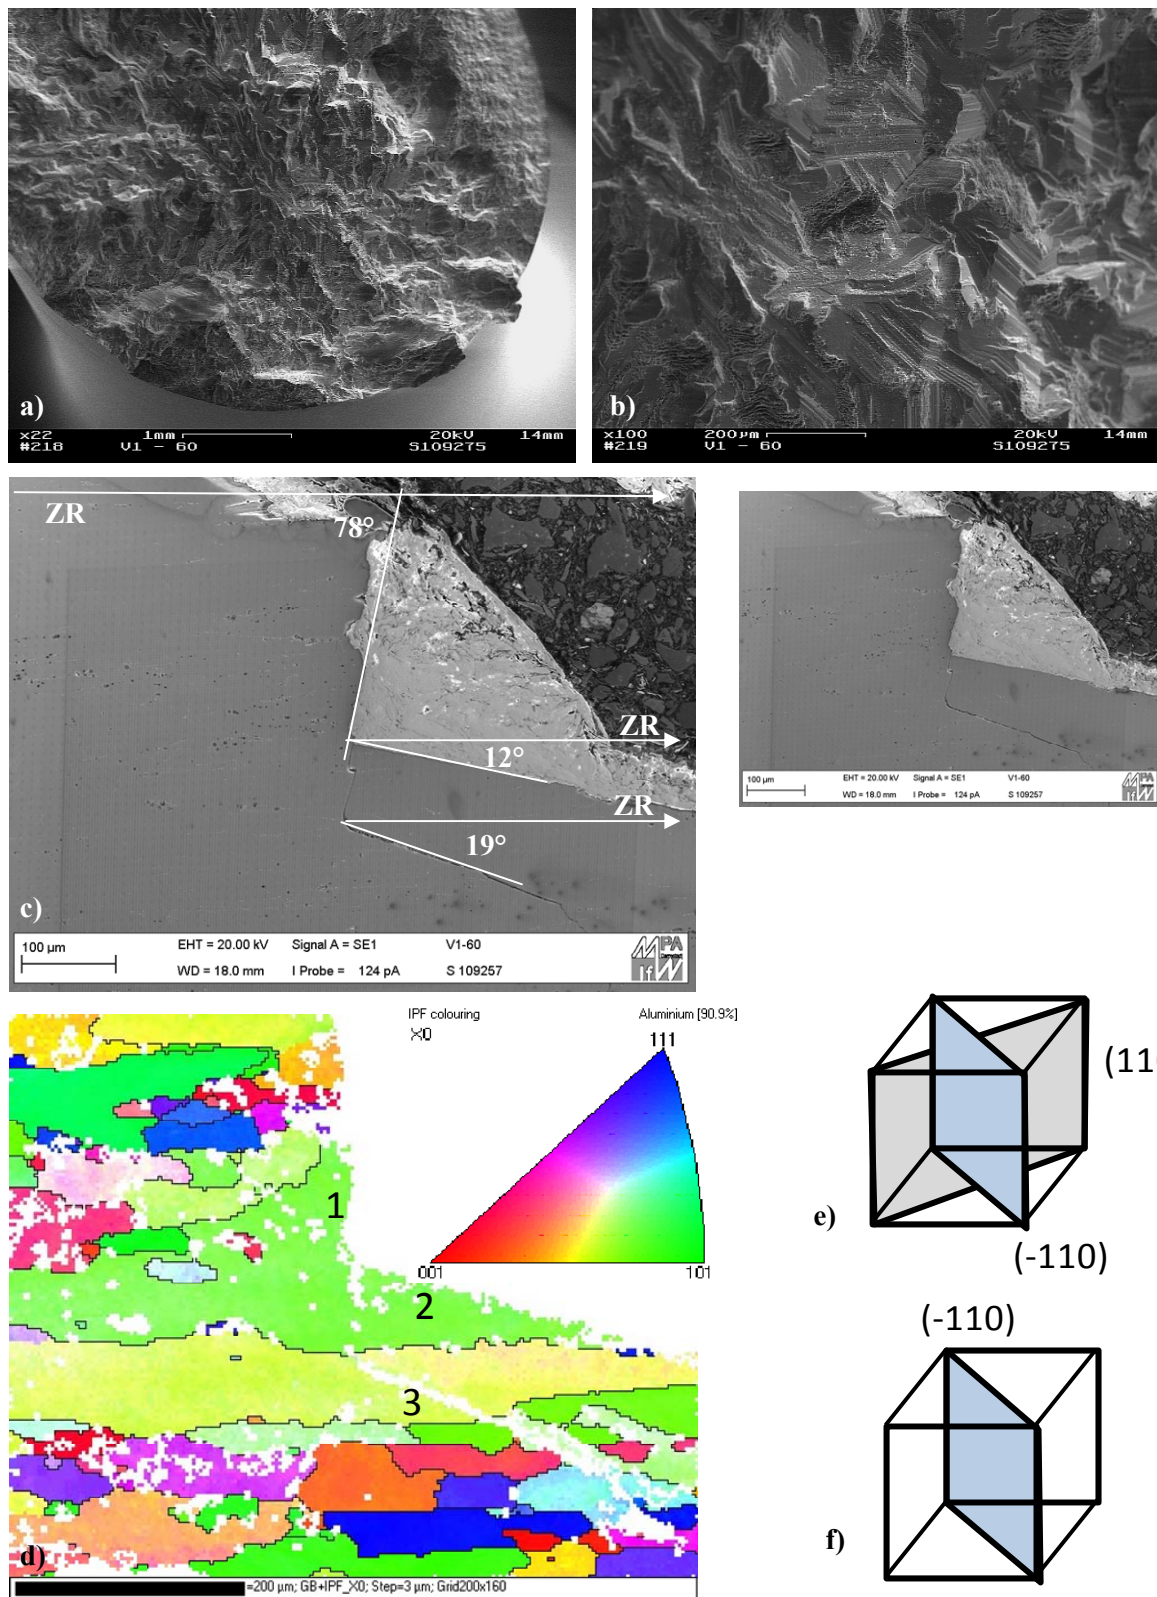 a)
x22 1mm 20kV 14mm
#218 V1 - 60 S109275
b)
x100 200µm 20kV 14mm
#219 V1 - 60 S109275
ZR
78°
ZR
12°
ZR
19°
c)
100 µm EHT = 20.00 kV Signal A = SE1 V1-60
WD = 18.0 mm I Probe = 124 pA S 109257
MPA
IfW
100 µm EHT = 20.00 kV Signal A = SE1 V1-60
WD = 18.0 mm I Probe = 124 pA S 109257
MPA
IfW
IPF colouring Aluminium [90.9%]
X0
111
001 101
1
2
3
d)
=200 µm; GB+IPF_X0; Step=3 µm; Grid200x160
(11
e)
(-110)
(-110)
f)